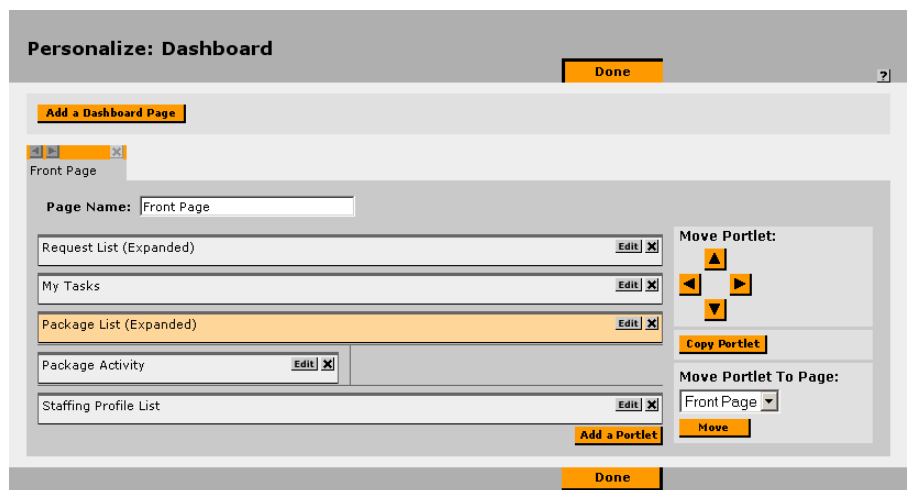 Personalize: Dashboard
Done
?
Add a Dashboard Page
Front Page
Page Name: Front Page
Request List (Expanded) Edit X
Move Portlet:
My Tasks Edit X
Package List (Expanded) Edit X
Copy Portlet
Package Activity Edit X
Move Portlet To Page:
Front Page
Staffing Profile List Edit X
Move
Add a Portlet
Done